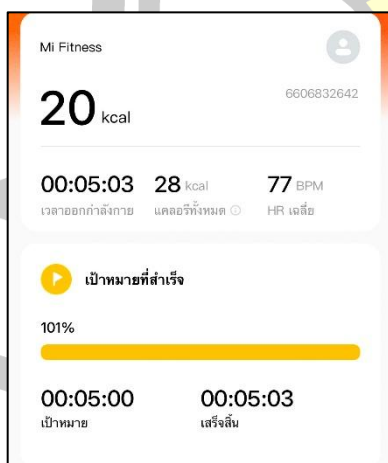 Mi Fitness
20 kcal
6606832642
00:05:03 28 kcal 77 BPM
เวลาออกกำลังกาย แคลอรีทั้งหมด HR เฉลี่ย
เป้าหมายที่สำเร็จ
101%
00:05:00 00:05:03
เป้าหมาย เสร็จสิ้น